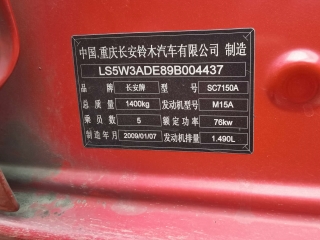 中国.重庆长安铃木汽车有限公司 制造
LS5W3ADE89B004437
品牌 长安牌 型号 SC7150A
总质量 1400kg 发动机型号 M15A
乘员数 5 额定功率 76kw
制造年月 2009/01/07 发动机排量 1.490L